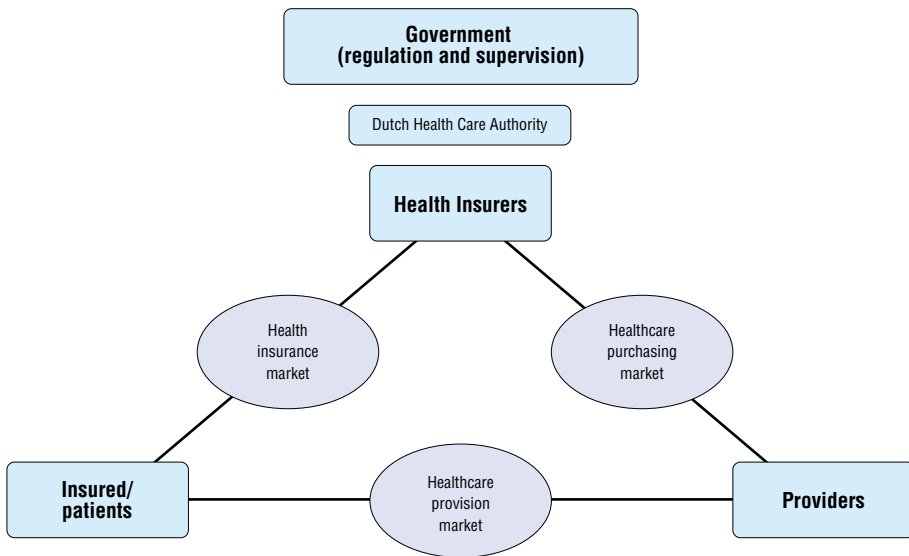 Government
(regulation and supervision)
Dutch Health Care Authority
Health Insurers
Health
insurance
market
Healthcare
purchasing
market
Insured/
patients
Healthcare
provision
market
Providers